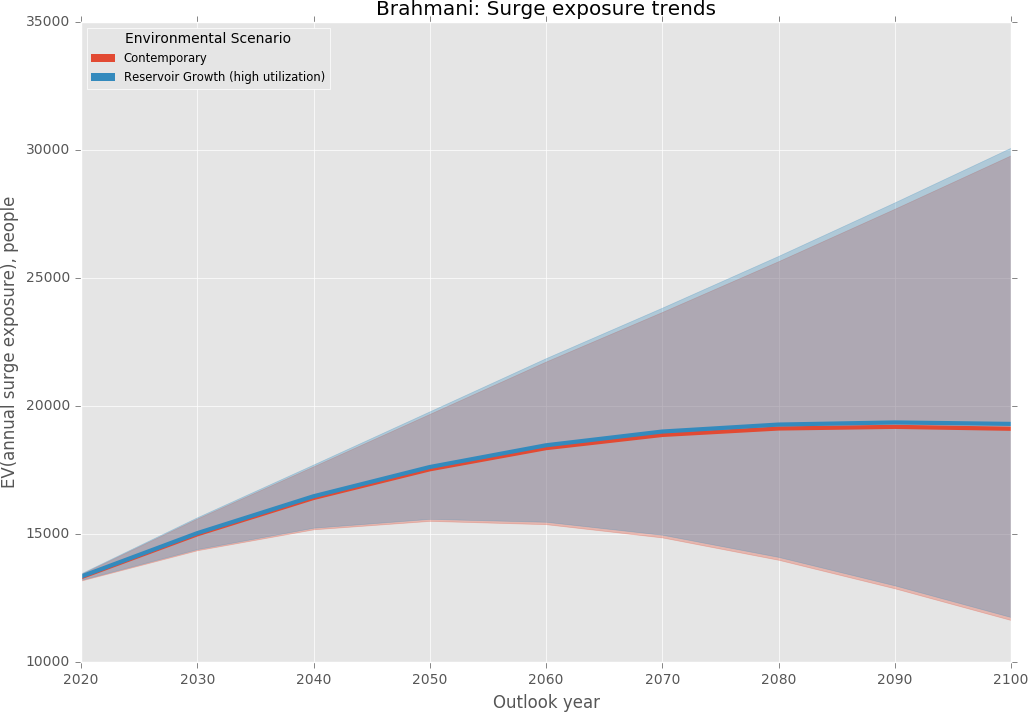 Brahmani: Surge exposure trends
35000
30000
25000
20000
15000
10000
EV(annual surge exposure), people
Environmental Scenario
Contemporary
Reservoir Growth (high utilization)
2020 2030 2040 2050 2060 2070 2080 2090 2100
Outlook year